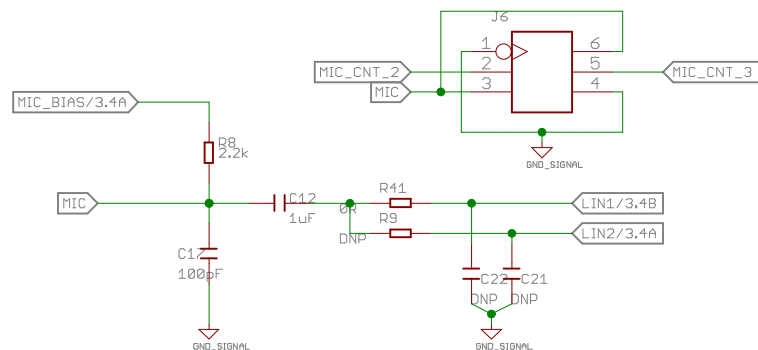 J6
1
6
MIC_CNT_2
2
5
MIC_CNT_3
MIC
3
4
MIC_BIAS/3.4A
GND_SIGNAL
R8
2.2k
MIC
C12
1uF
R41
0R
LIN1/3.4B
R9
DNP
LIN2/3.4A
C17
100pF
C22
DNP
C21
DNP
GND_SIGNAL
GND_SIGNAL